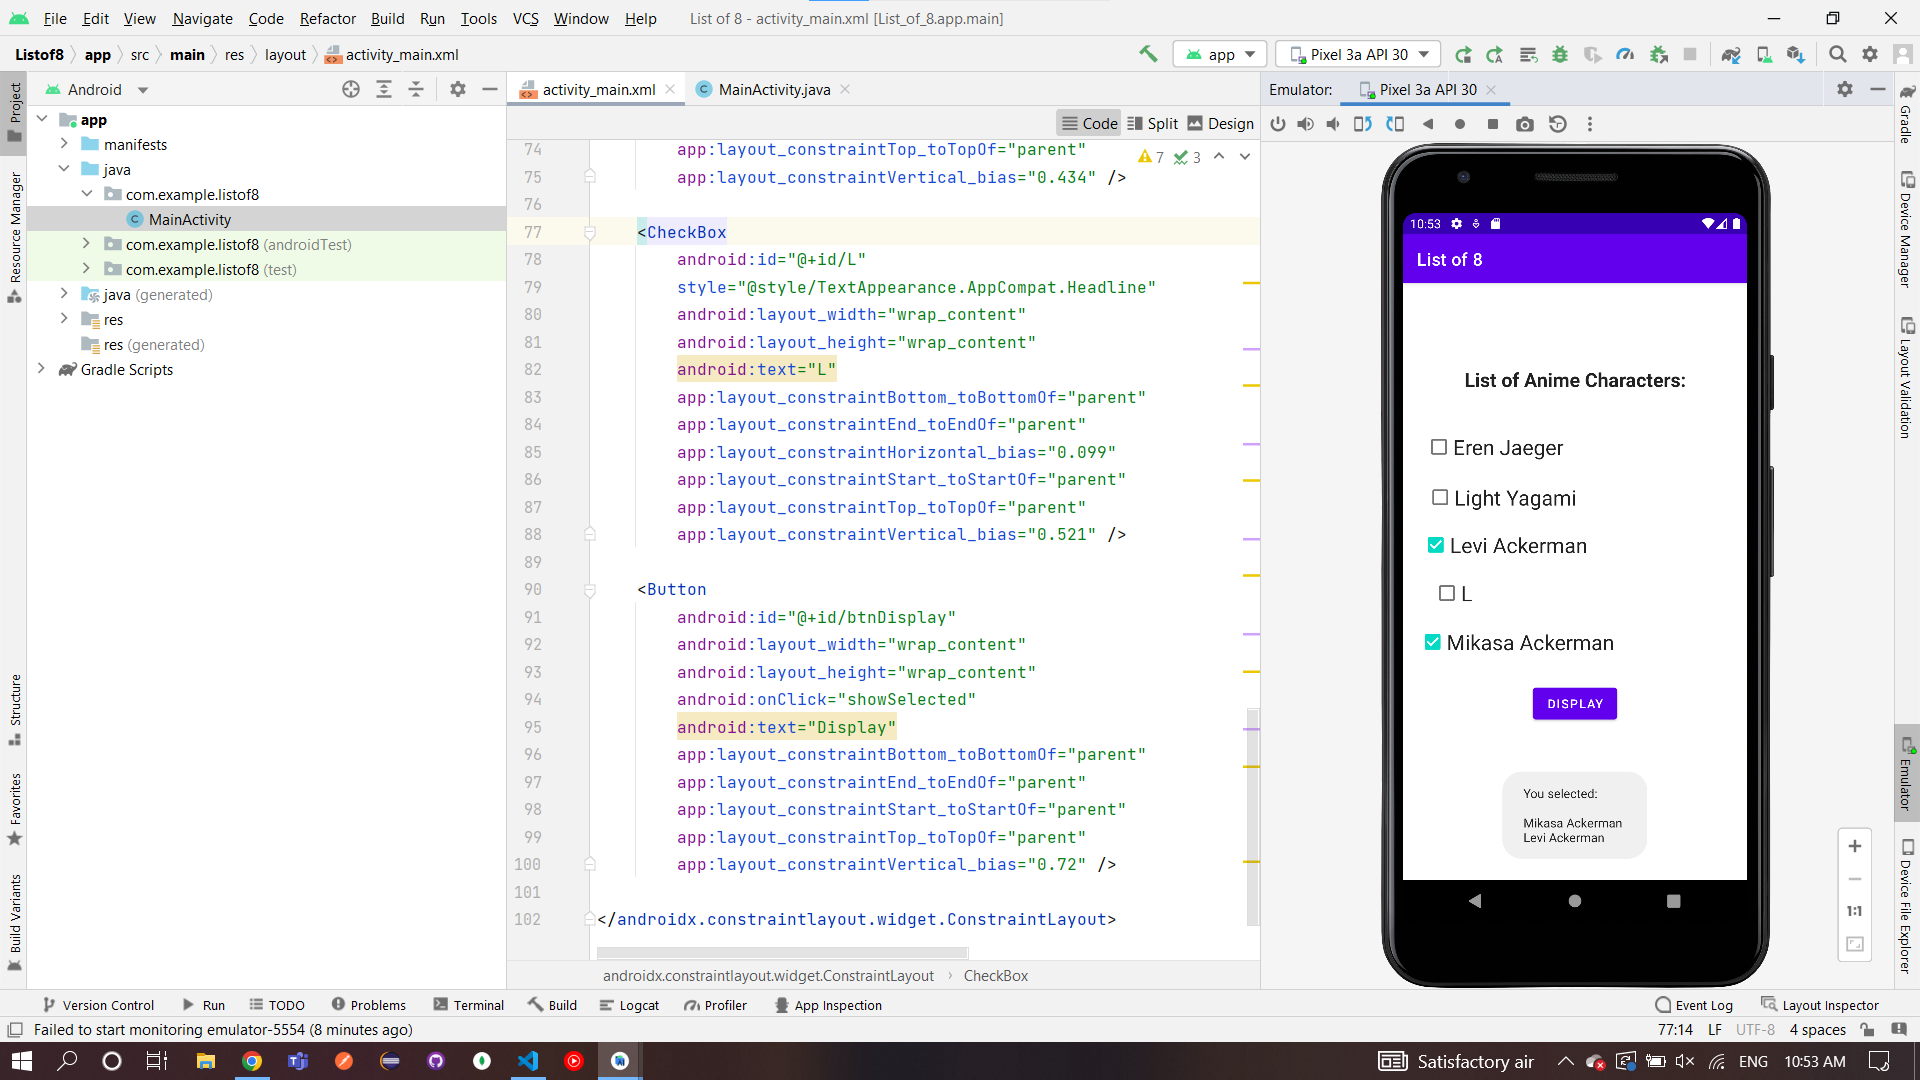 File Edit View Navigate Code Refactor Build Run Tools VCS Window Help List of 8 - activity_main.xml [List_of_8.app.main]
Listof8 app src main res layout activity_main.xml app Pixel 3a API 30
Android
activity_main.xml MainActivity.java
Emulator: Pixel 3a API 30
Code Split Design
Project
Resource Manager
Structure
Favorites
Build Variants
app
manifests
java
com.example.listof8
MainActivity
com.example.listof8 (androidTest)
com.example.listof8 (test)
java (generated)
res
res (generated)
Gradle Scripts
7 3
74 app:layout_constraintTop_toTopOf="parent"
75 app:layout_constraintVertical_bias="0.434" />
76
77 <CheckBox
78 android:id="@+id/L"
79 style="@style/TextAppearance.AppCompat.Headline"
80 android:layout_width="wrap_content"
81 android:layout_height="wrap_content"
82 android:text="L"
83 app:layout_constraintBottom_toBottomOf="parent"
84 app:layout_constraintEnd_toEndOf="parent"
85 app:layout_constraintHorizontal_bias="0.099"
86 app:layout_constraintStart_toStartOf="parent"
87 app:layout_constraintTop_toTopOf="parent"
88 app:layout_constraintVertical_bias="0.521" />
89
90 <Button
91 android:id="@+id/btnDisplay"
92 android:layout_width="wrap_content"
93 android:layout_height="wrap_content"
94 android:onClick="showSelected"
95 android:text="Display"
96 app:layout_constraintBottom_toBottomOf="parent"
97 app:layout_constraintEnd_toEndOf="parent"
98 app:layout_constraintStart_toStartOf="parent"
99 app:layout_constraintTop_toTopOf="parent"
100 app:layout_constraintVertical_bias="0.72" />
101
102 </androidx.constraintlayout.widget.ConstraintLayout>
androidx.constraintlayout.widget.ConstraintLayout CheckBox
10:53
List of 8
List of Anime Characters:
Eren Jaeger
Light Yagami
Levi Ackerman
L
Mikasa Ackerman
DISPLAY
You selected:
Mikasa Ackerman
Levi Ackerman
1:1
Gradle
Device Manager
Layout Validation
Emulator
Device File Explorer
Version Control Run TODO Problems Terminal Build Logcat Profiler App Inspection Event Log Layout Inspector
Failed to start monitoring emulator-5554 (8 minutes ago) 77:14 LF UTF-8 4 spaces
Satisfactory air ENG 10:53 AM